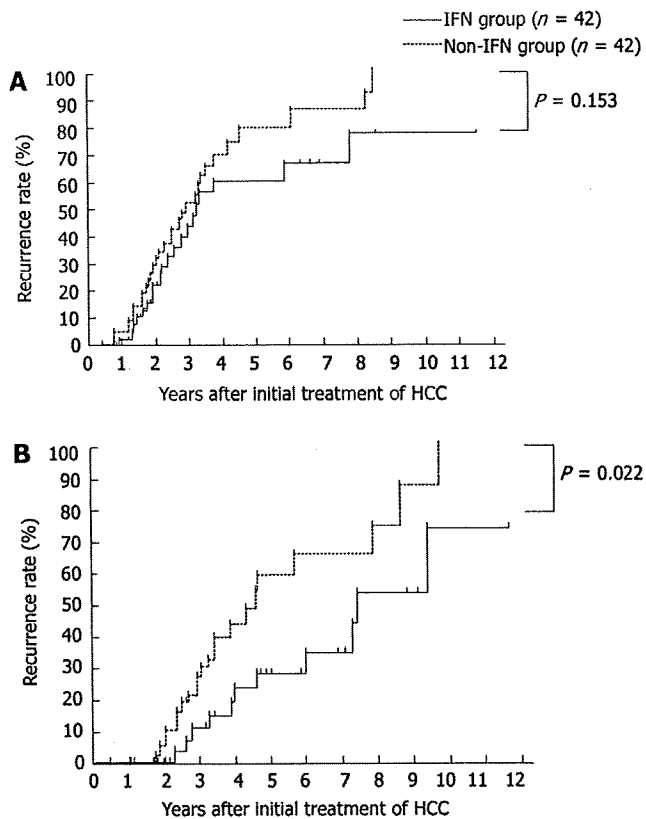 IFN group (n = 42)
Non-IFN group (n = 42)
A
100
90
80
70
60
50
40
30
20
10
0
Recurrence rate (%)
P = 0.153
0 1 2 3 4 5 6 7 8 9 10 11 12
Years after initial treatment of HCC
B
100
90
80
70
60
50
40
30
20
10
0
Recurrence rate (%)
P = 0.022
0 1 2 3 4 5 6 7 8 9 10 11 12
Years after initial treatment of HCC